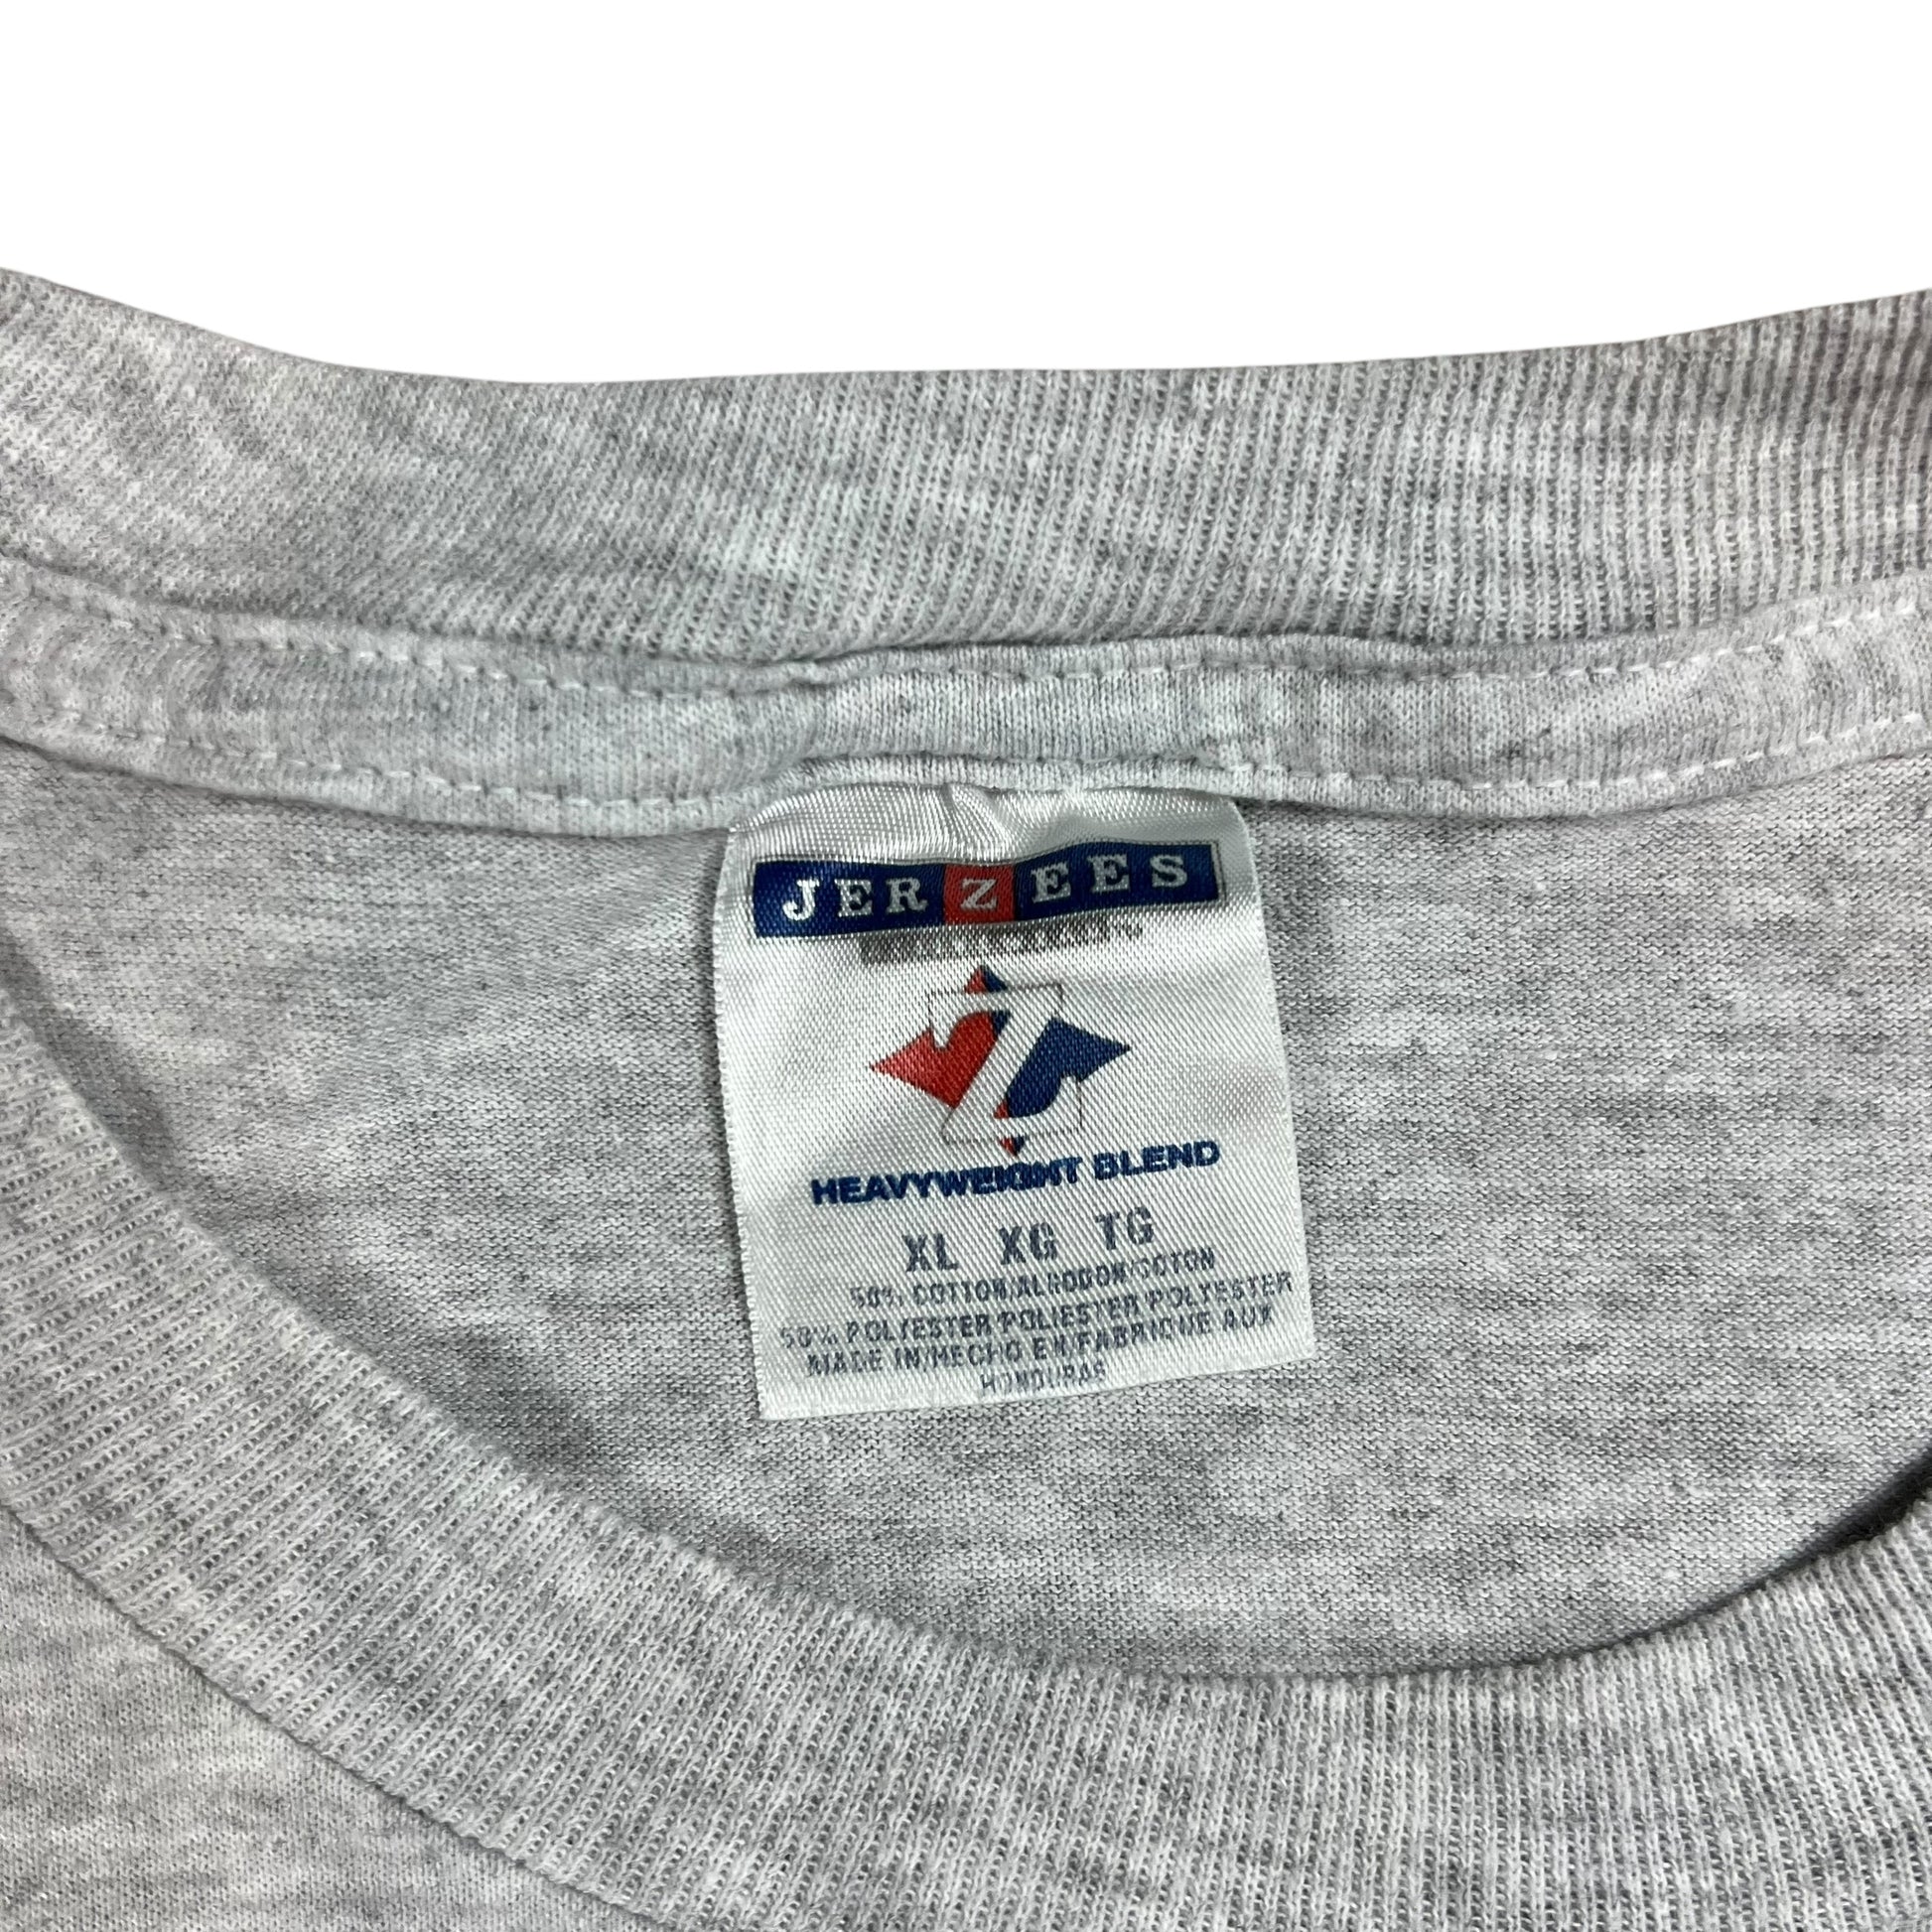 JERZEES
Z
HEAVYWEIGHT BLEND
XL XG TG
50% COTTON/ALGODON/COTON
50% POLYESTER/POLIESTER/POLYESTER
MADE IN/HECHO EN/FABRIQUE AUX
HONDURAS